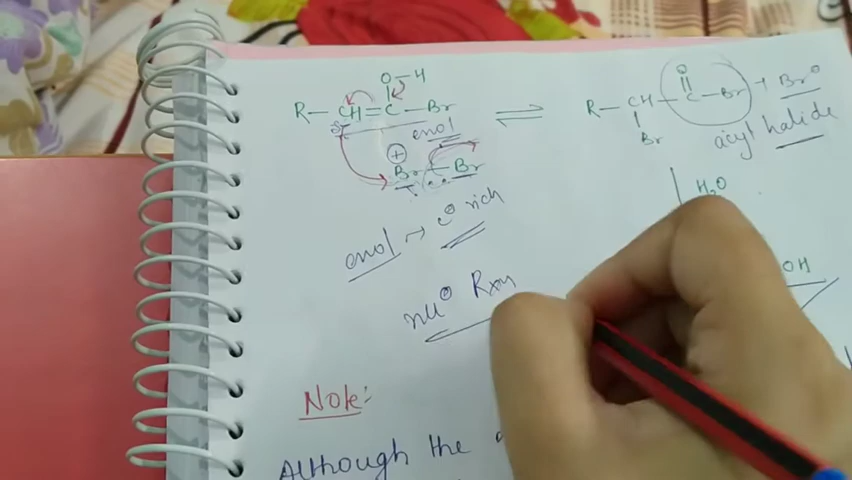 O-H
R-CH=C-Br
δ-
enol
⊕
Br-Br
enol → e⊖ rich
nu⊖ Rxn
O
R-CH-C-Br + Br⊖
Br
acyl halide
H₂O
OH
Note:-
Although the